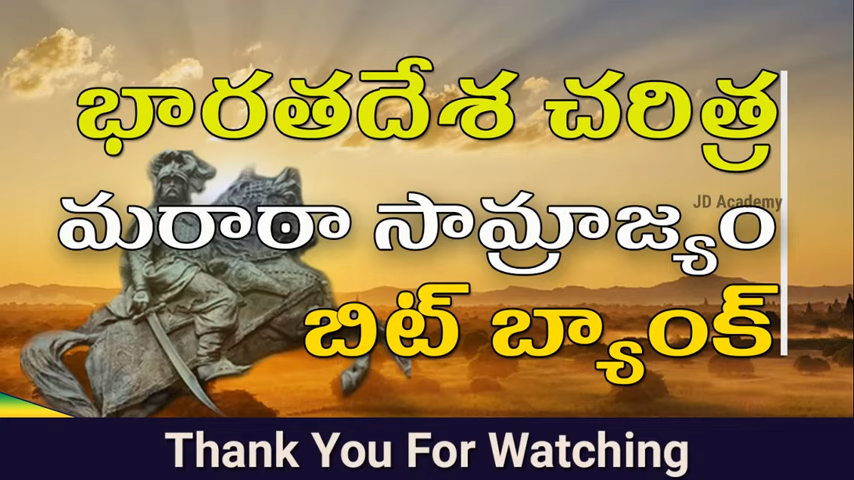 భారతదేశ చరిత్ర
మరాఠా సామ్రాజ్యం
JD Academy
బిట్ బ్యాంక్
Thank You For Watching